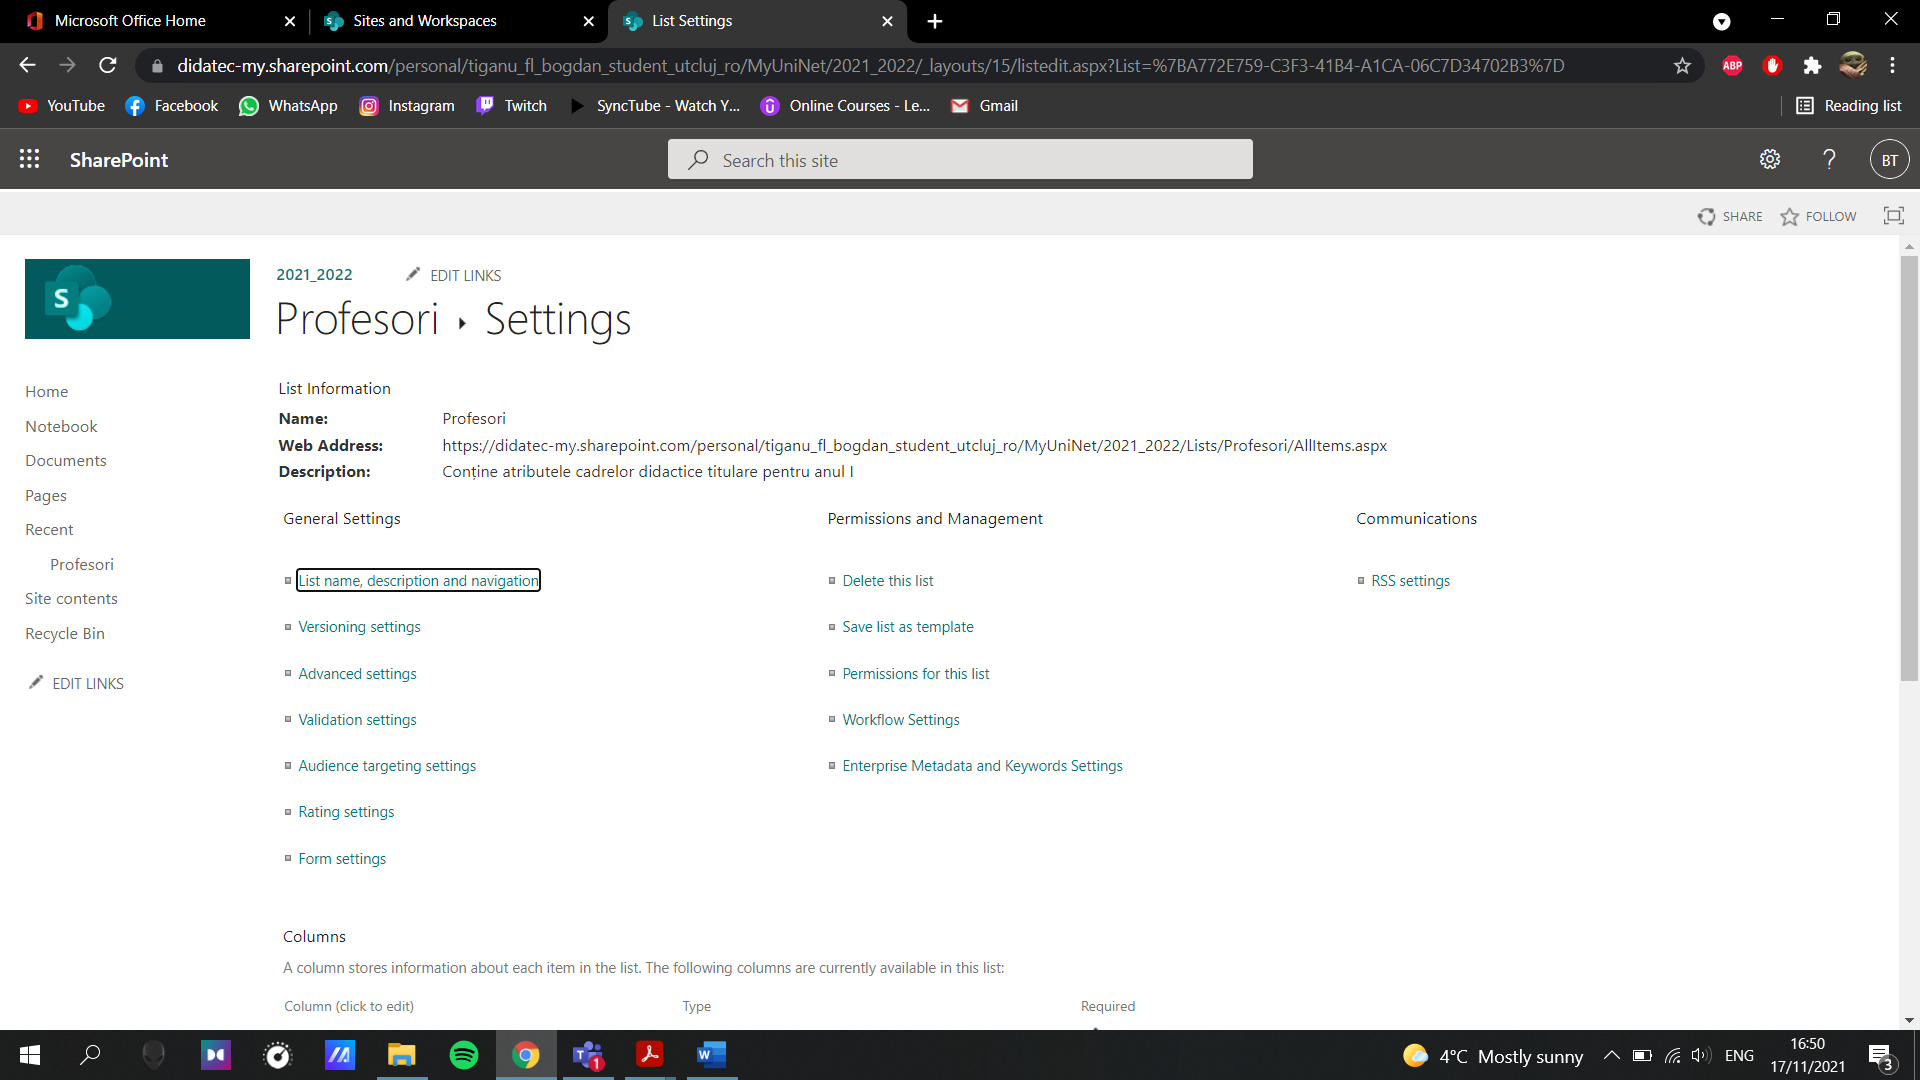 Microsoft Office Home
Sites and Workspaces
List Settings
didatec-my.sharepoint.com/personal/tiganu_fl_bogdan_student_utcluj_ro/MyUniNet/2021_2022/_layouts/15/listedit.aspx?List=%7BA772E759-C3F3-41B4-A1CA-06C7D34702B3%7D
ABP
YouTube
Facebook
WhatsApp
Instagram
Twitch
SyncTube - Watch Y...
Online Courses - Le...
Gmail
Reading list
SharePoint
Search this site
?
BT
SHARE
FOLLOW
S
2021_2022
EDIT LINKS
Profesori Settings
Home
Notebook
Documents
Pages
Recent
Profesori
Site contents
Recycle Bin
EDIT LINKS
List Information
Name: Profesori
Web Address: https://didatec-my.sharepoint.com/personal/tiganu_fl_bogdan_student_utcluj_ro/MyUniNet/2021_2022/Lists/Profesori/AllItems.aspx
Description: Conține atributele cadrelor didactice titulare pentru anul I
General Settings
List name, description and navigation
Versioning settings
Advanced settings
Validation settings
Audience targeting settings
Rating settings
Form settings
Permissions and Management
Delete this list
Save list as template
Permissions for this list
Workflow Settings
Enterprise Metadata and Keywords Settings
Communications
RSS settings
Columns
A column stores information about each item in the list. The following columns are currently available in this list:
Column (click to edit) Type Required
1
4°C Mostly sunny
ENG
16:50
17/11/2021
3